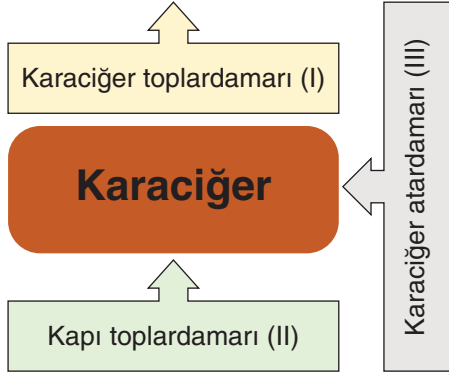 Karaciğer toplardamarı (I)
Karaciğer
Kapı toplardamarı (II)
Karaciğer atardamarı (III)